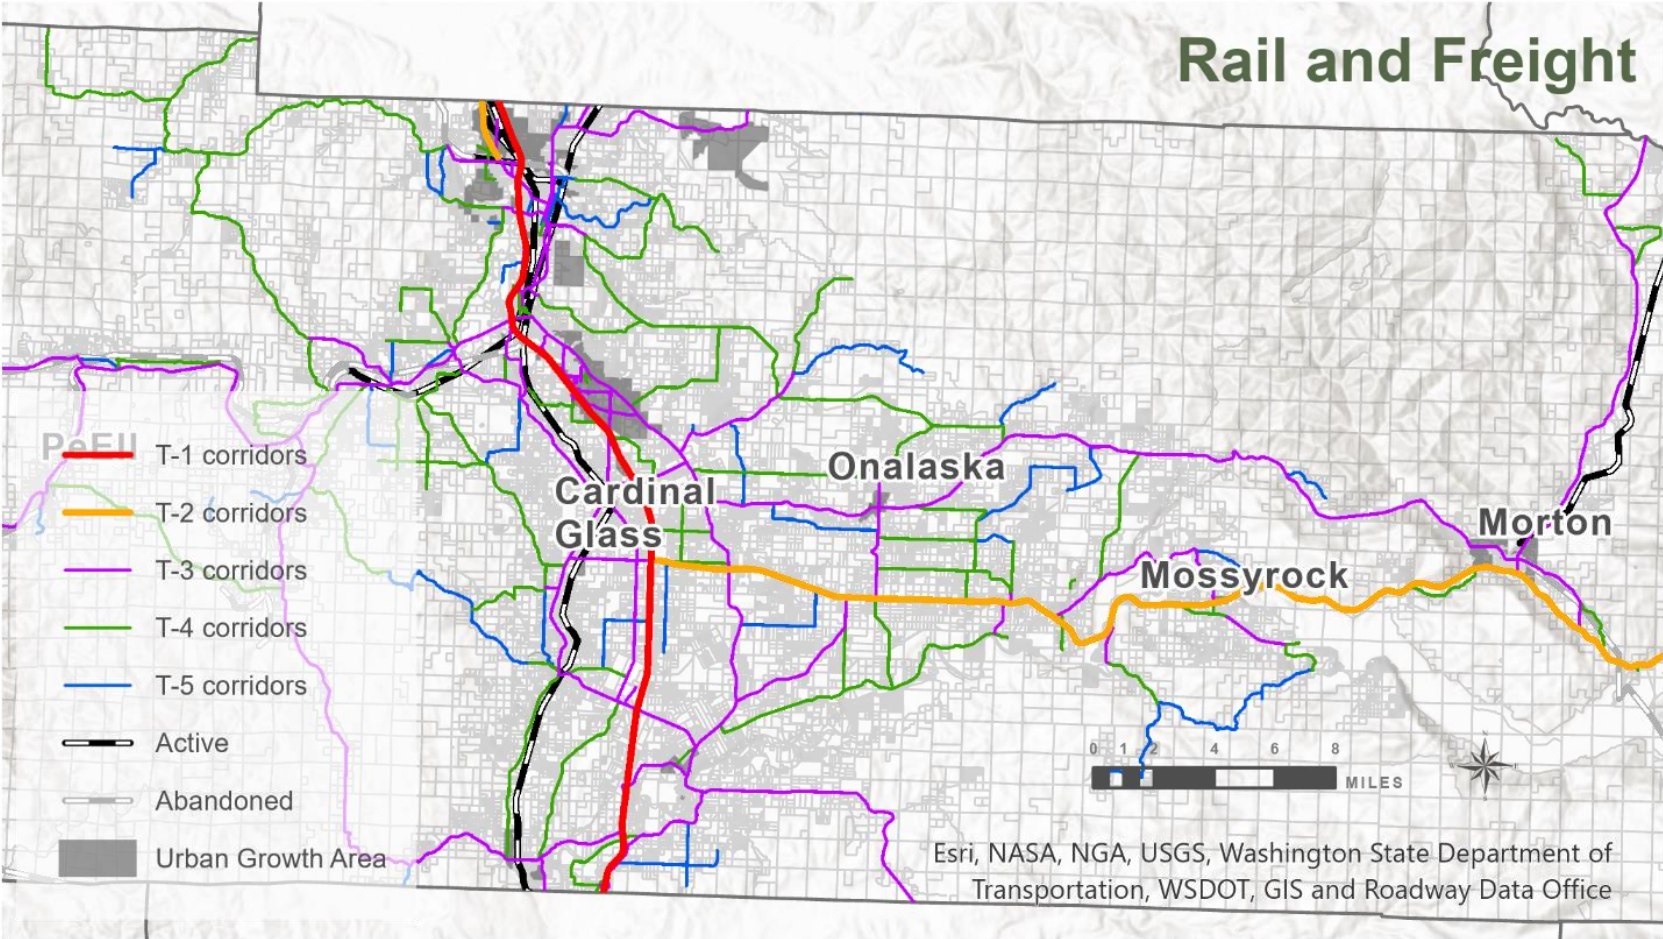 Rail and Freight
PeEll
Onalaska
Cardinal
Glass
Morton
Mossyrock
T-1 corridors
T-2 corridors
T-3 corridors
T-4 corridors
T-5 corridors
Active
Abandoned
Urban Growth Area
0 1 2 4 6 8
MILES
Esri, NASA, NGA, USGS, Washington State Department of
Transportation, WSDOT, GIS and Roadway Data Office